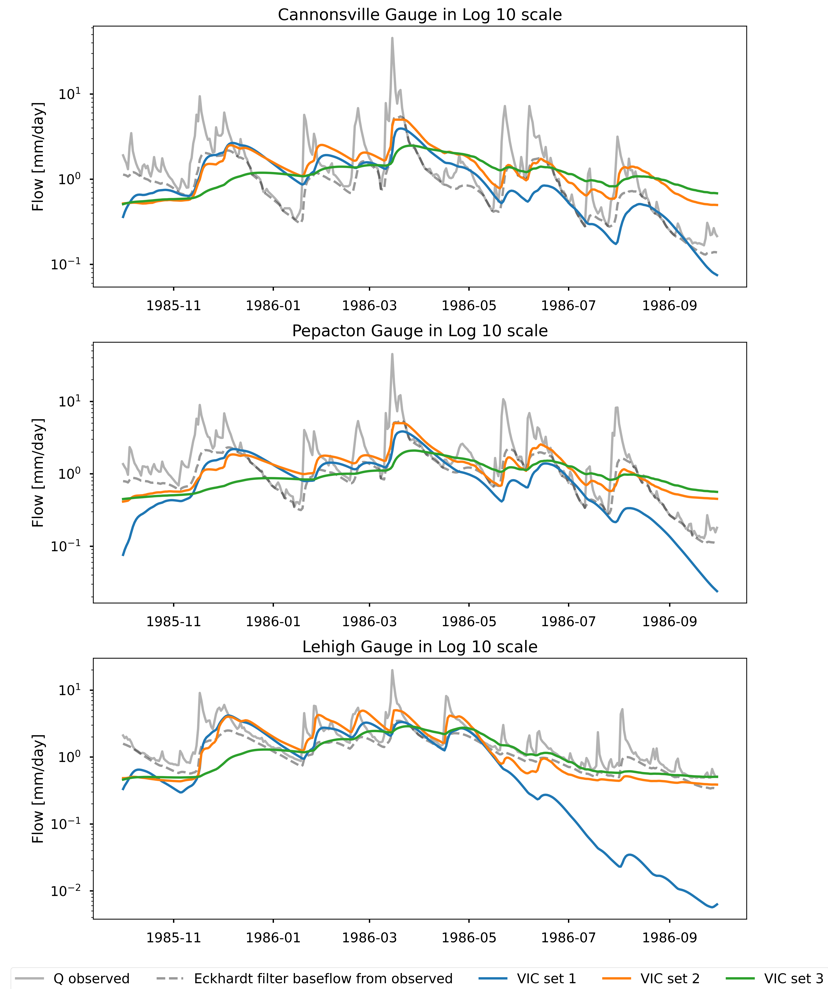 Cannonsville Gauge in Log 10 scale
Flow [mm/day]
10¹
10⁰
10⁻¹
1985-11 1986-01 1986-03 1986-05 1986-07 1986-09
Pepacton Gauge in Log 10 scale
Flow [mm/day]
10¹
10⁰
10⁻¹
1985-11 1986-01 1986-03 1986-05 1986-07 1986-09
Lehigh Gauge in Log 10 scale
Flow [mm/day]
10¹
10⁰
10⁻¹
10⁻²
1985-11 1986-01 1986-03 1986-05 1986-07 1986-09
Q observed Eckhardt filter baseflow from observed VIC set 1 VIC set 2 VIC set 3